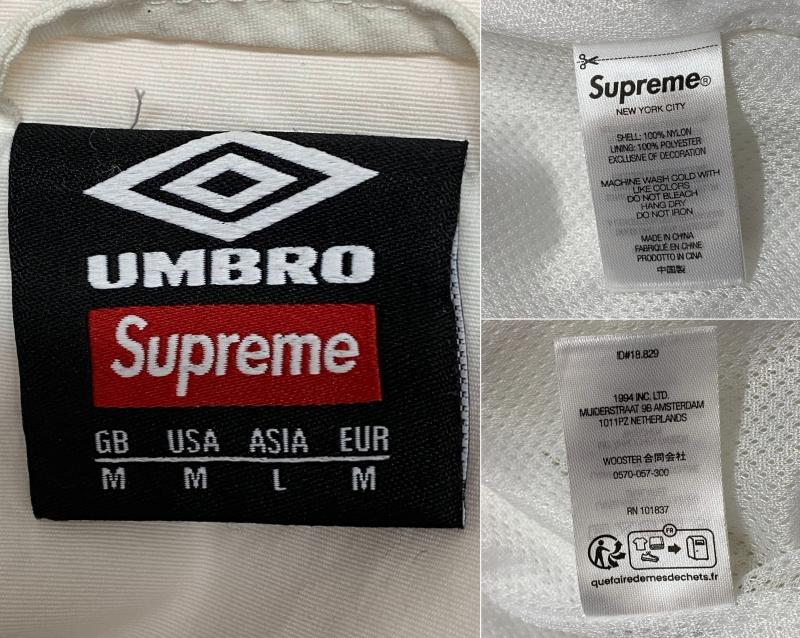 UMBRO
Supreme
GB USA ASIA EUR
M M L M
Supreme®
NEW YORK CITY
SHELL: 100% NYLON
LINING: 100% POLYESTER
EXCLUSIVE OF DECORATION
MACHINE WASH COLD WITH
LIKE COLORS
DO NOT BLEACH
HANG DRY
DO NOT IRON
MADE IN CHINA
FABRIQUÉ EN CHINE
PRODOTTO IN CINA
中国製
ID#18.829
1994 INC. LTD.
MUIDERSTRAAT 9B AMSTERDAM
1011PZ NETHERLANDS
WOOSTER 合同会社
0570-057-300
RN 101837
FR
quefairedemesdechets.fr